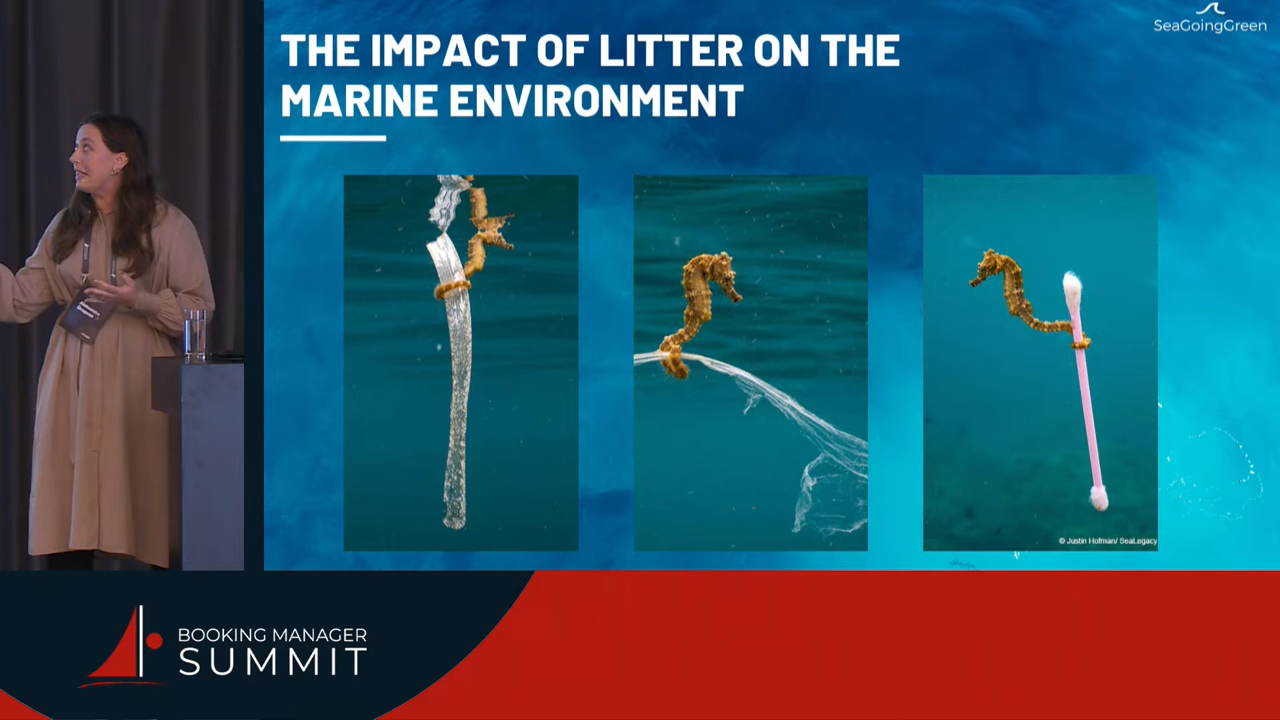 SeaGoingGreen
THE IMPACT OF LITTER ON THE
MARINE ENVIRONMENT
© Justin Hofman/ SeaLegacy
BOOKING MANAGER
SUMMIT